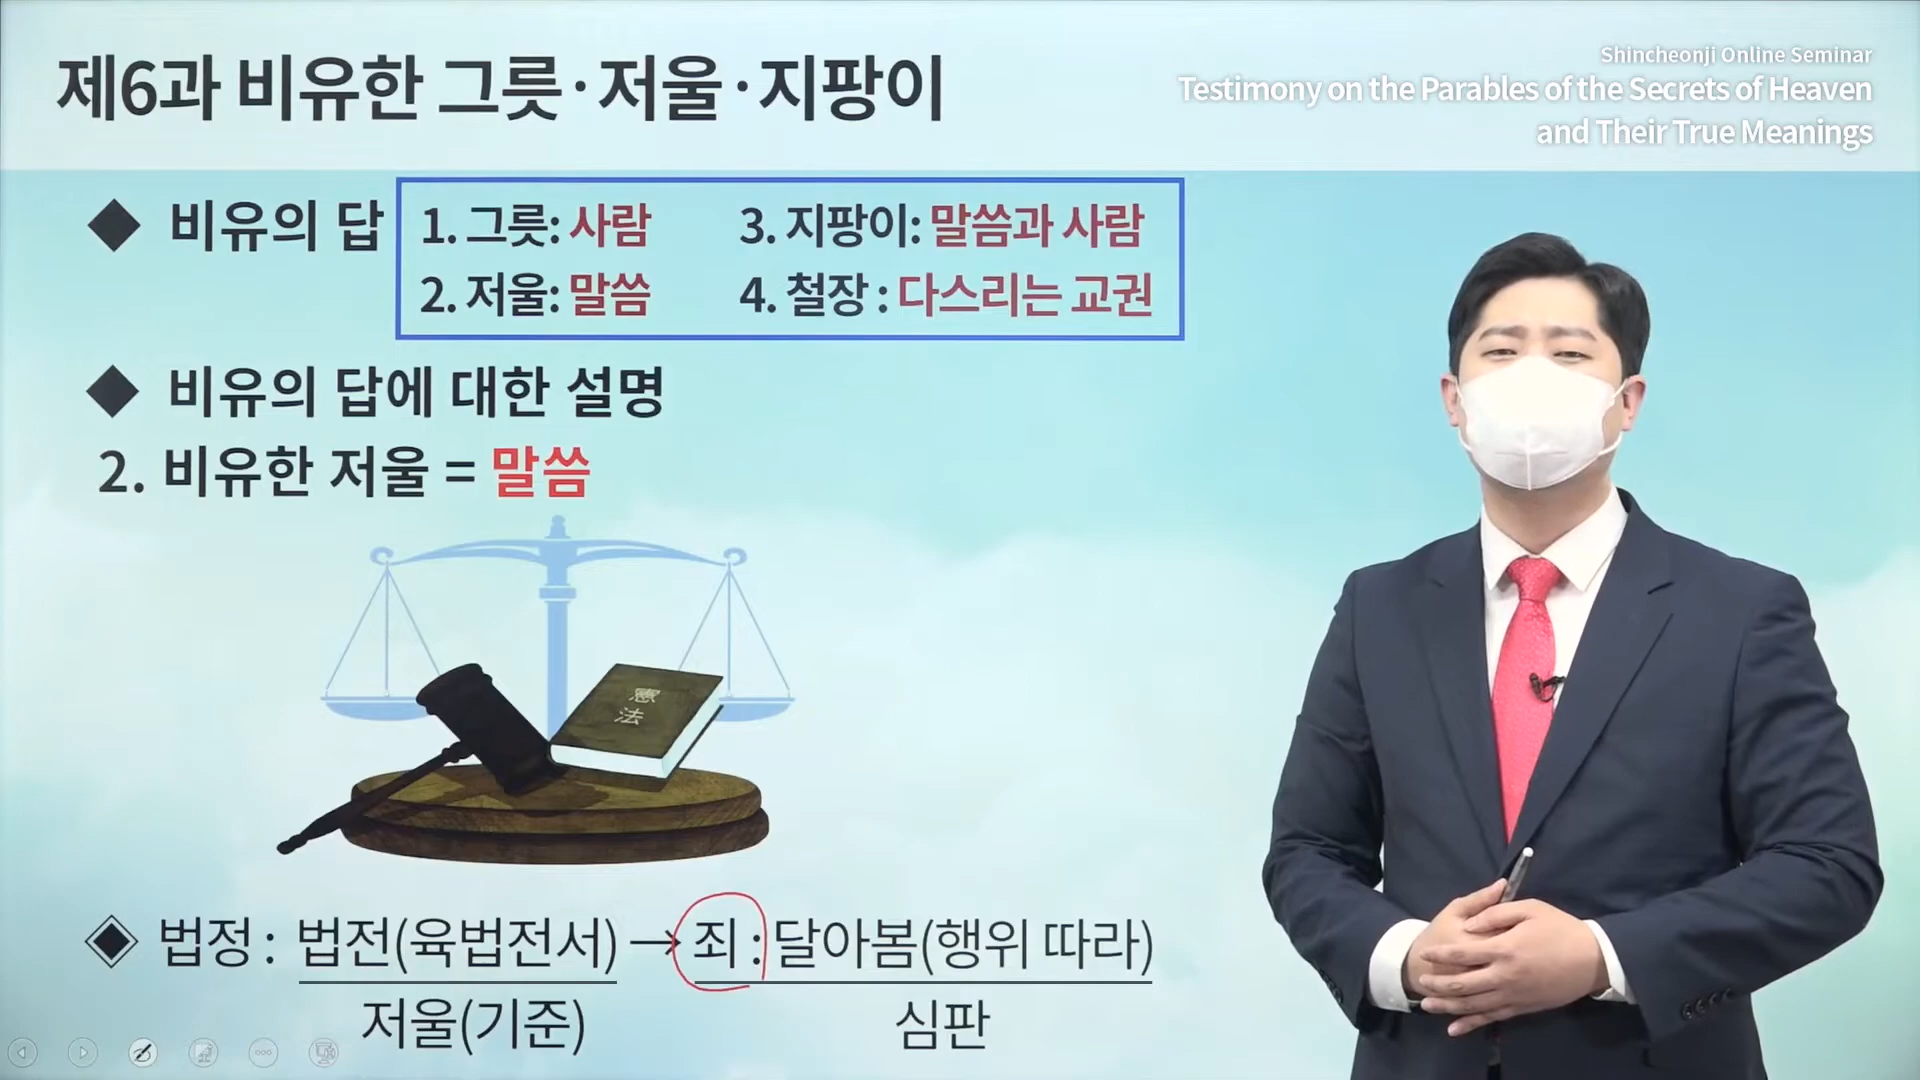 제6과 비유한 그릇·저울·지팡이
Shincheonji Online Seminar
Testimony on the Parables of the Secrets of Heaven
and Their True Meanings
◆ 비유의 답
1. 그릇: 사람
3. 지팡이: 말씀과 사람
2. 저울: 말씀
4. 철장 : 다스리는 교권
◆ 비유의 답에 대한 설명
2. 비유한 저울 = 말씀
憲
法
◈ 법정 : 법전(육법전서) → 죄 : 달아봄(행위 따라)
저울(기준)
심판